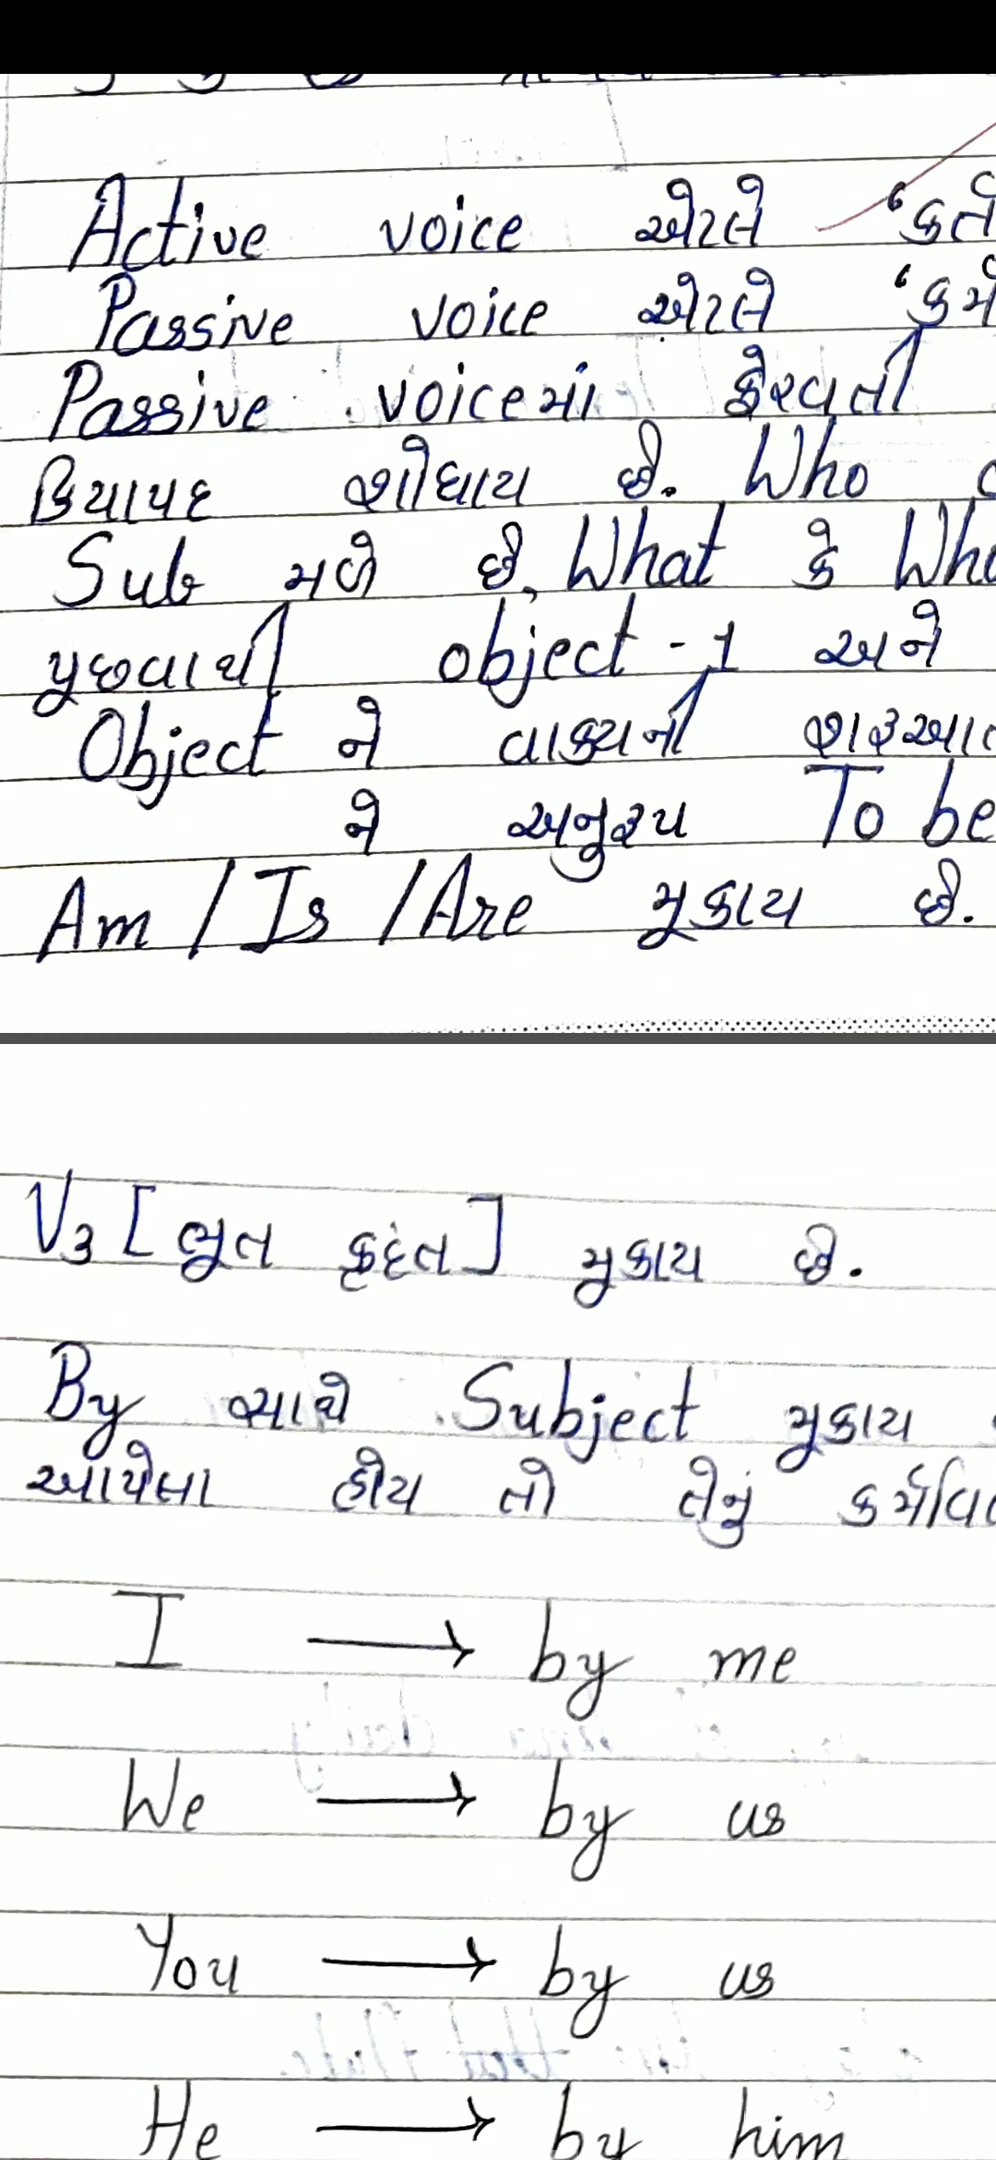 Active voice એટલે 'કર્ત
Passive voice એટલે 'કર્મ
Passive voiceમાં ફેરવતી
ક્રિયાપદ શોધાય છે. Who
Sub મળે છે, What કે Who
પુછવાથી object - 1 અને
Object ને વાક્યની શરૂઆત
ને અનુરૂપ To be
Am / Is / Are મુકાય છે.
V3 [ભુત કૃદંત] મુકાય છે.
By સાથે Subject મુકાય
આપેલા હોય તો તેનું કર્મવિ
I → by me
We → by us
You → by us
He → by him